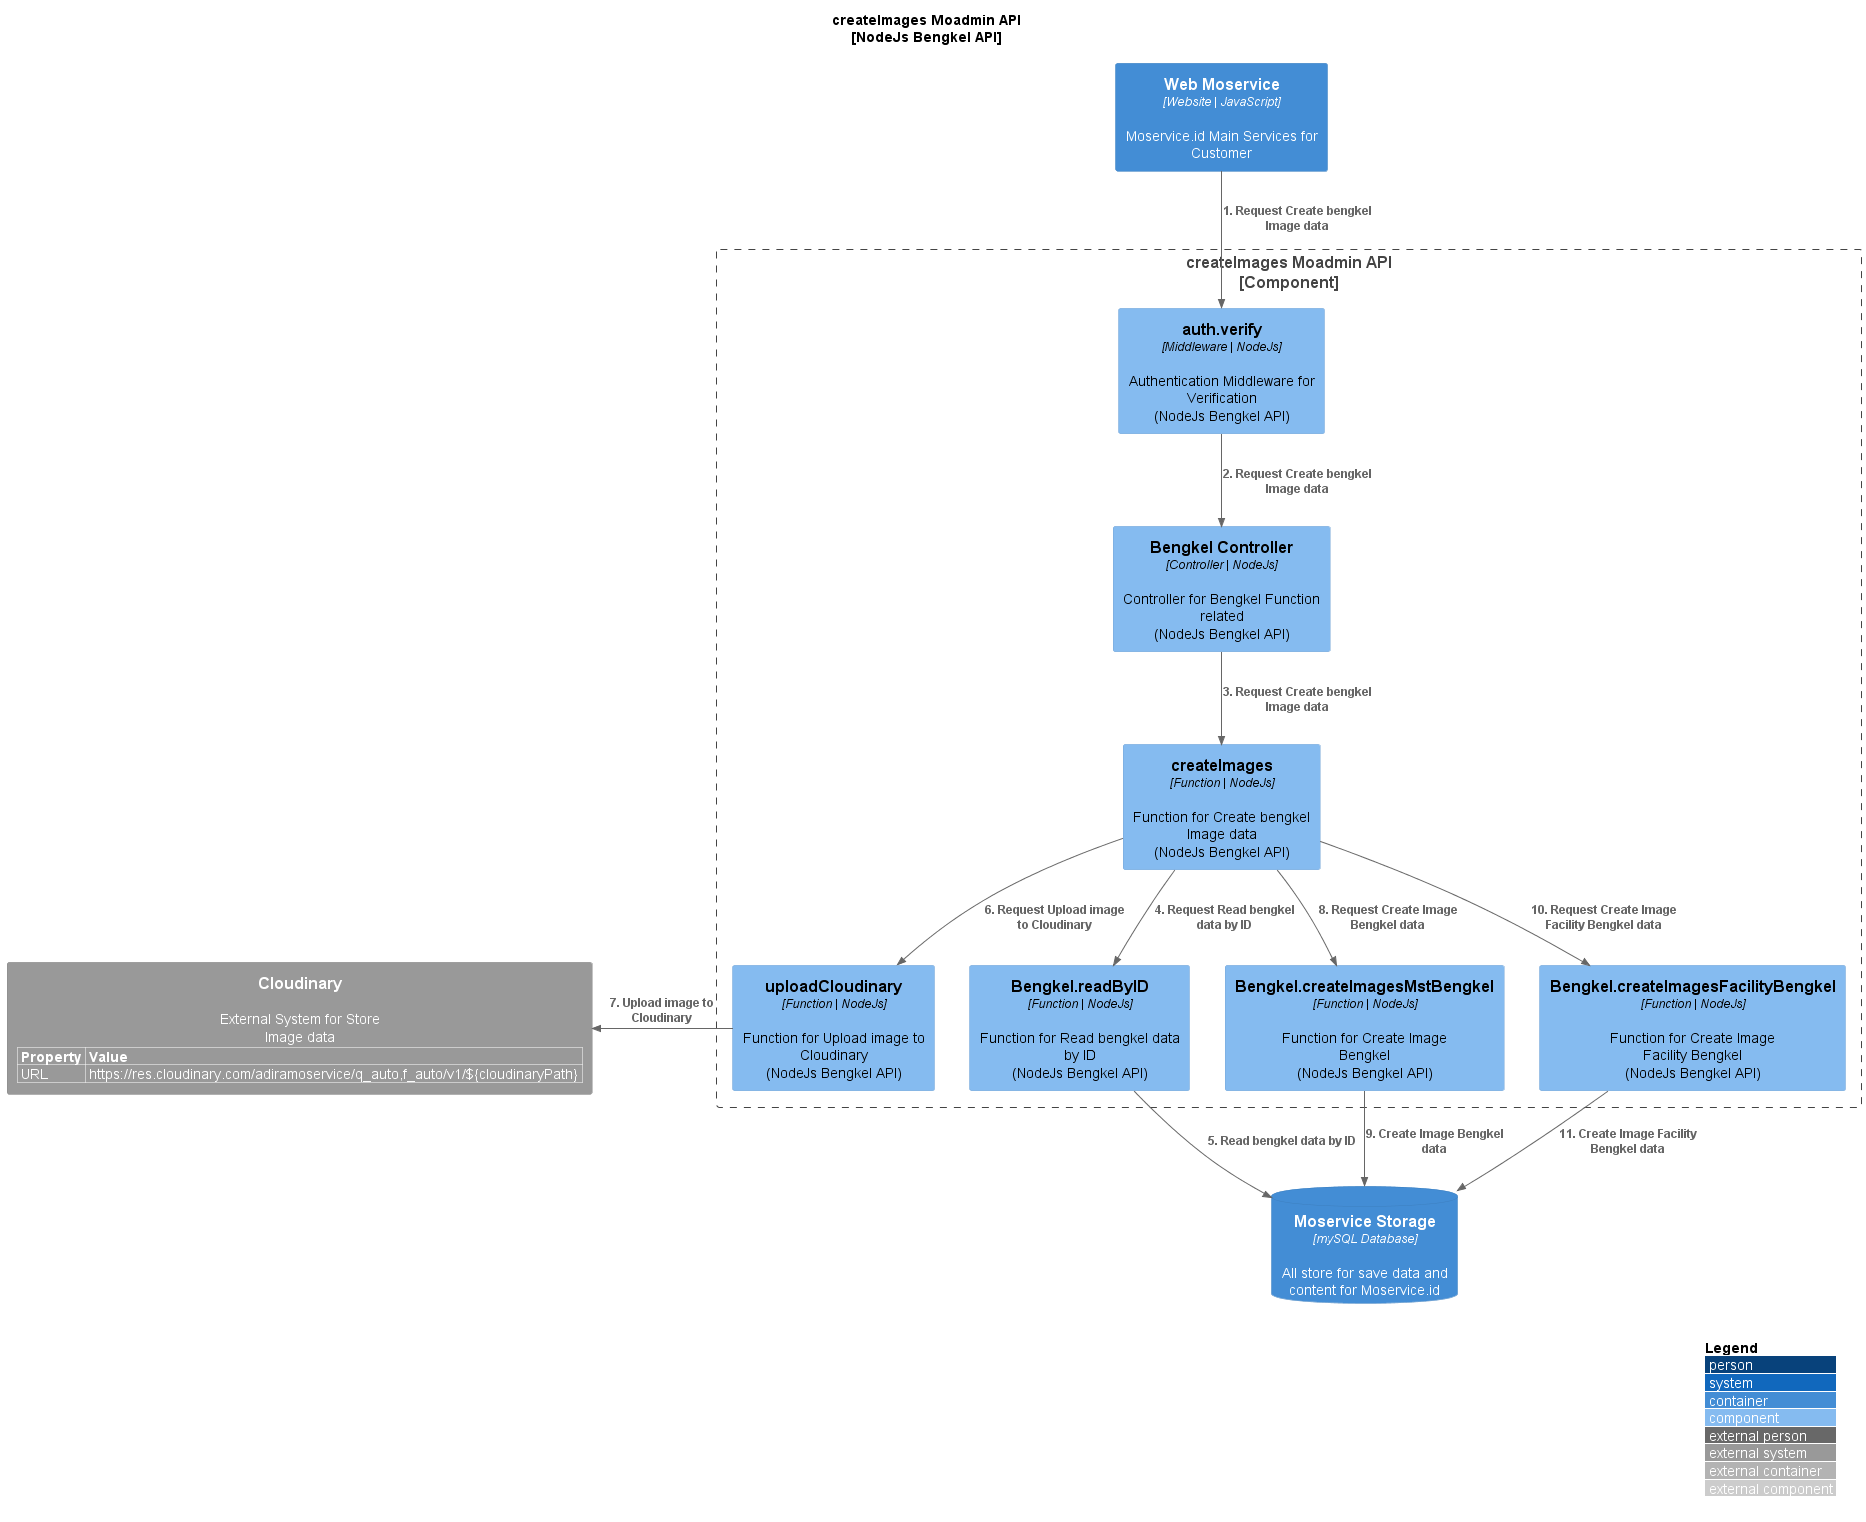 createImages Moadmin API
[NodeJs Bengkel API]
Web Moservice
[Website | JavaScript]
Moservice.id Main Services for
Customer
1. Request Create bengkel
Image data
createImages Moadmin API
[Component]
auth.verify
[Middleware | NodeJs]
Authentication Middleware for
Verification
(NodeJs Bengkel API)
2. Request Create bengkel
Image data
Bengkel Controller
[Controller | NodeJs]
Controller for Bengkel Function
related
(NodeJs Bengkel API)
3. Request Create bengkel
Image data
createImages
[Function | NodeJs]
Function for Create bengkel
Image data
(NodeJs Bengkel API)
6. Request Upload image
to Cloudinary
4. Request Read bengkel
data by ID
8. Request Create Image
Bengkel data
10. Request Create Image
Facility Bengkel data
Cloudinary
External System for Store
Image data
Property Value
URL https://res.cloudinary.com/adiramoservice/q_auto,f_auto/v1/${cloudinaryPath}
7. Upload image to
Cloudinary
uploadCloudinary
[Function | NodeJs]
Function for Upload image to
Cloudinary
(NodeJs Bengkel API)
Bengkel.readByID
[Function | NodeJs]
Function for Read bengkel data
by ID
(NodeJs Bengkel API)
Bengkel.createImagesMstBengkel
[Function | NodeJs]
Function for Create Image
Bengkel
(NodeJs Bengkel API)
Bengkel.createImagesFacilityBengkel
[Function | NodeJs]
Function for Create Image
Facility Bengkel
(NodeJs Bengkel API)
5. Read bengkel data by ID
9. Create Image Bengkel
data
11. Create Image Facility
Bengkel data
Moservice Storage
[mySQL Database]
All store for save data and
content for Moservice.id
Legend
person
system
container
component
external person
external system
external container
external component